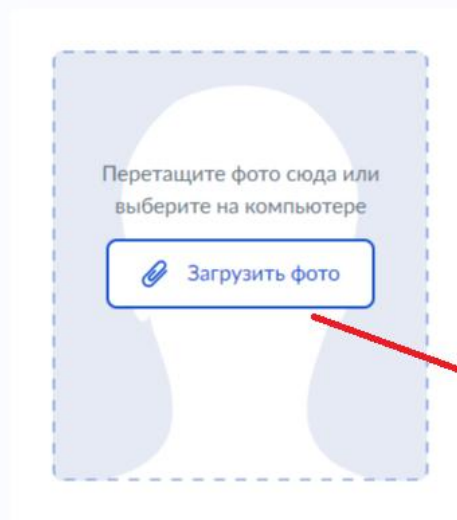 Перетащите фото сюда или
выберите на компьютере
Загрузить фото